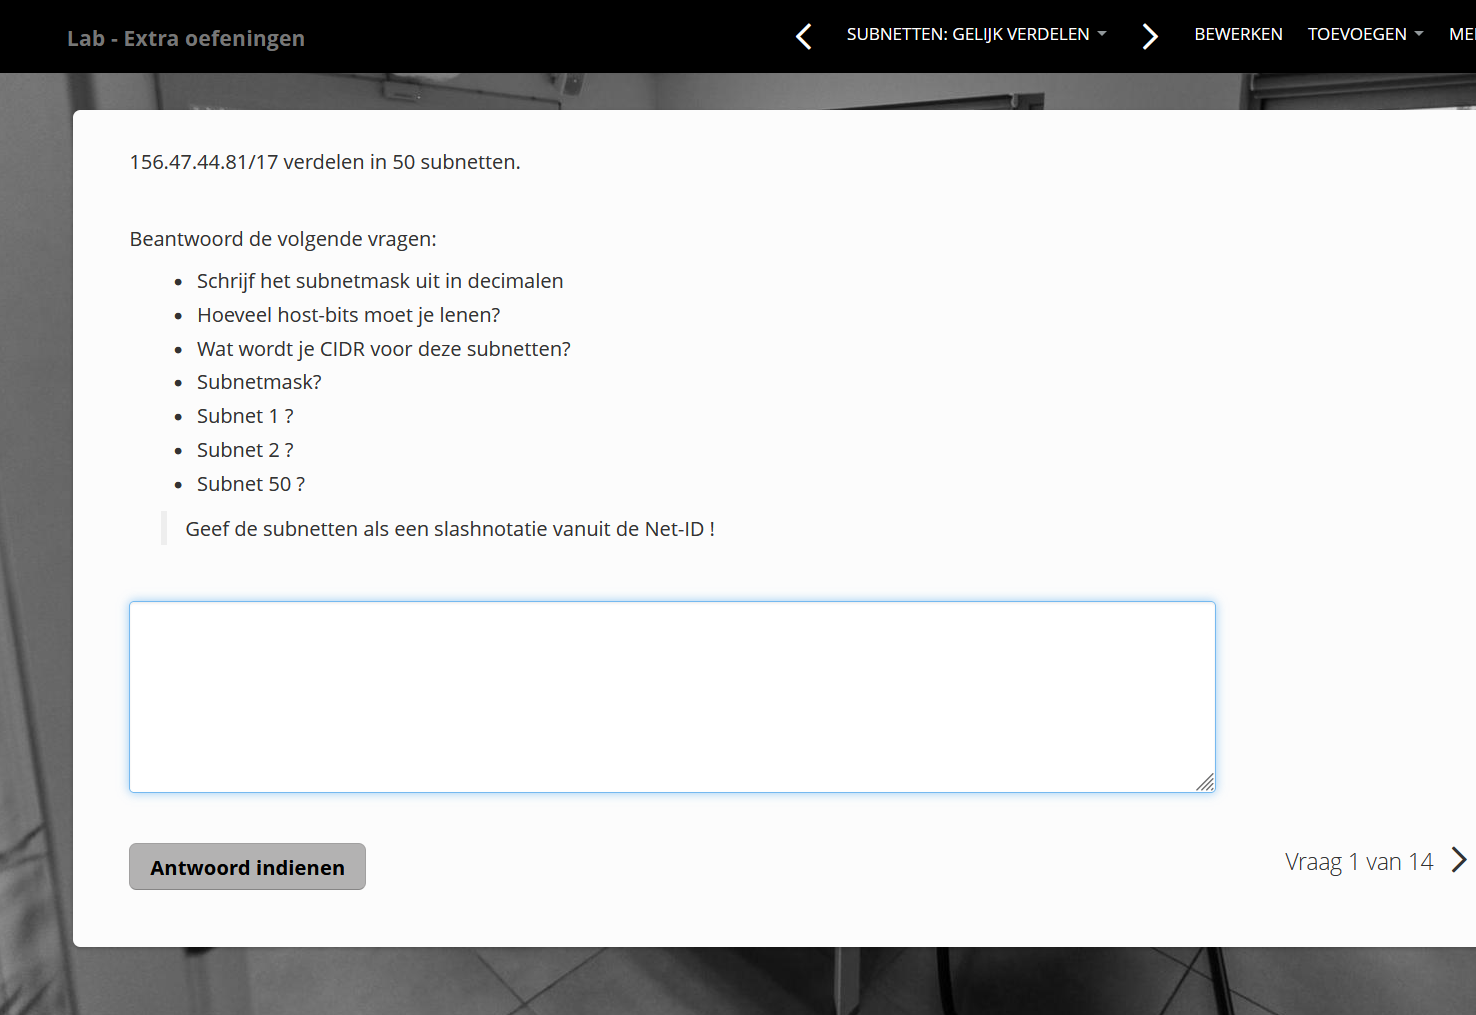 Lab - Extra oefeningen
SUBNETTEN: GELIJK VERDELEN
BEWERKEN
TOEVOEGEN
156.47.44.81/17 verdelen in 50 subnetten.
Beantwoord de volgende vragen:
• Schrijf het subnetmask uit in decimalen
• Hoeveel host-bits moet je lenen?
• Wat wordt je CIDR voor deze subnetten?
• Subnetmask?
• Subnet 1 ?
• Subnet 2 ?
• Subnet 50 ?
Geef de subnetten als een slashnotatie vanuit de Net-ID !
Antwoord indienen
Vraag 1 van 14